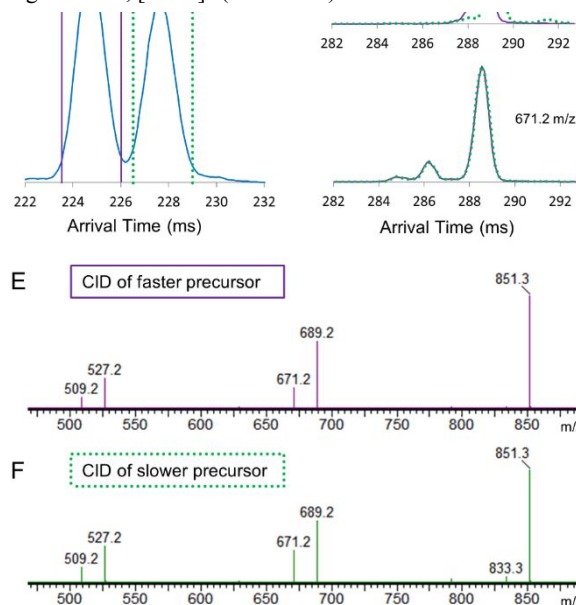 282 284 286 288 290 292
671.2 m/z
222 224 226 228 230 232
282 284 286 288 290 292
Arrival Time (ms)
Arrival Time (ms)
E
CID of faster precursor
851.3
689.2
671.2
527.2
509.2
500 550 600 650 700 750 800 850 m/
F
CID of slower precursor
851.3
689.2
671.2
527.2
509.2
833.3
500 550 600 650 700 750 800 850 m/